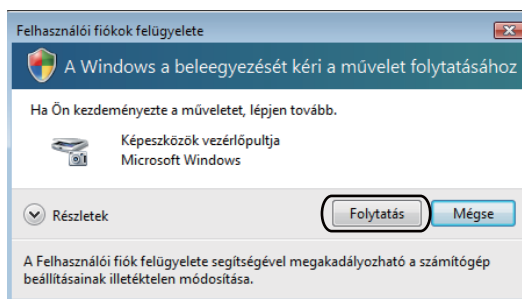 Felhasználói fiókok felügyelete
A Windows a beleegyezését kéri a művelet folytatásához
Ha Ön kezdeményezte a műveletet, lépjen tovább.
Képeszközök vezérlőpultja
Microsoft Windows
Részletek
Folytatás
Mégse
A Felhasználói fiók felügyelete segítségével megakadályozható a számítógép
beállításainak illetéktelen módosítása.